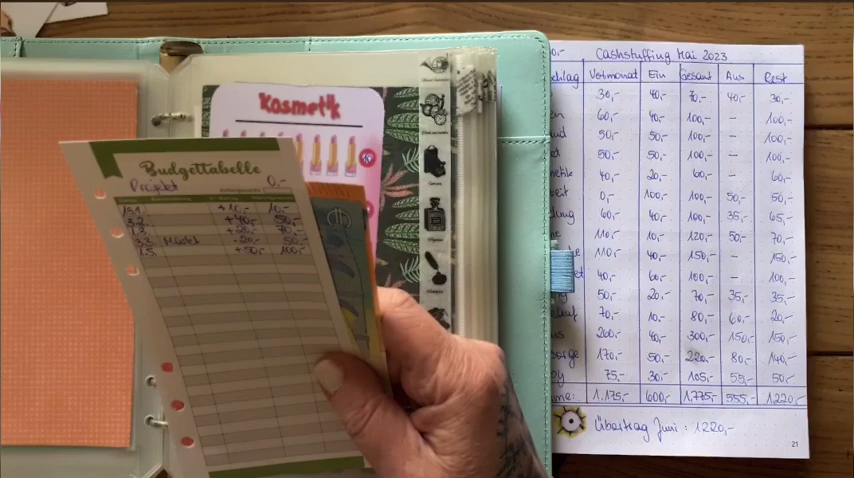 0,-
Cashstuffing Mai 2023
Vormonat Ein Gesamt Aus Rest
30,- 40,- 70,- 40,- 30,-
60,- 40,- 100,- – 100,-
50,- 50,- 100,- – 100,-
50,- 50,- 100,- – 100,-
40,- 20,- 60,- – 60,-
0,- 100,- 100,- 50,- 50,-
60,- 40,- 100,- 35,- 65,-
110,- 10,- 120,- 50,- 70,-
110,- 40,- 150,- – 150,-
40,- 60,- 100,- – 100,-
50,- 20,- 70,- 35,- 35,-
70,- 10,- 80,- 60,- 20,-
260,- 40,- 300,- 150,- 150,-
170,- 50,- 220,- 80,- 140,-
75,- 30,- 105,- 55,- 50,-
1.175,- 600,- 1.775,- 555,- 1.220,-
Übertrag Juni : 1220,-
21
Kosmetik
Budgettabelle
0,-
+10,- 10,-
+40,- 50,-
+20,- 70,-
-20,- 50,-
+50,- 100,-